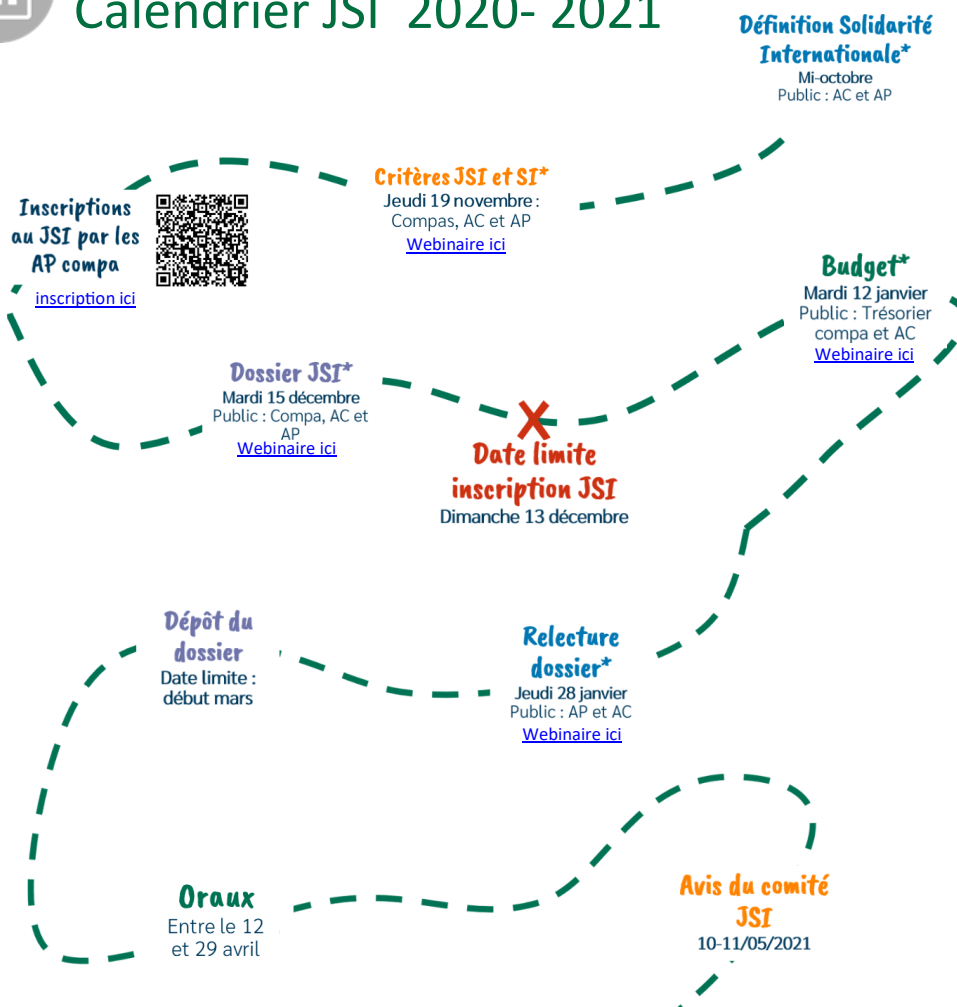 Calendrier JSI 2020- 2021
Définition Solidarité
Internationale*
Mi-octobre
Public : AC et AP
Critères JSI et SI*
Jeudi 19 novembre :
Compas, AC et AP
Webinaire ici
Inscriptions
au JSI par les
AP compa
inscription ici
Budget*
Mardi 12 janvier
Public : Trésorier
compa et AC
Webinaire ici
Dossier JSI*
Mardi 15 décembre
Public : Compa, AC et
AP
Webinaire ici
X
Date limite
inscription JSI
Dimanche 13 décembre
Dépôt du
dossier
Date limite :
début mars
Relecture
dossier*
Jeudi 28 janvier
Public : AP et AC
Webinaire ici
Oraux
Entre le 12
et 29 avril
Avis du comité
JSI
10-11/05/2021